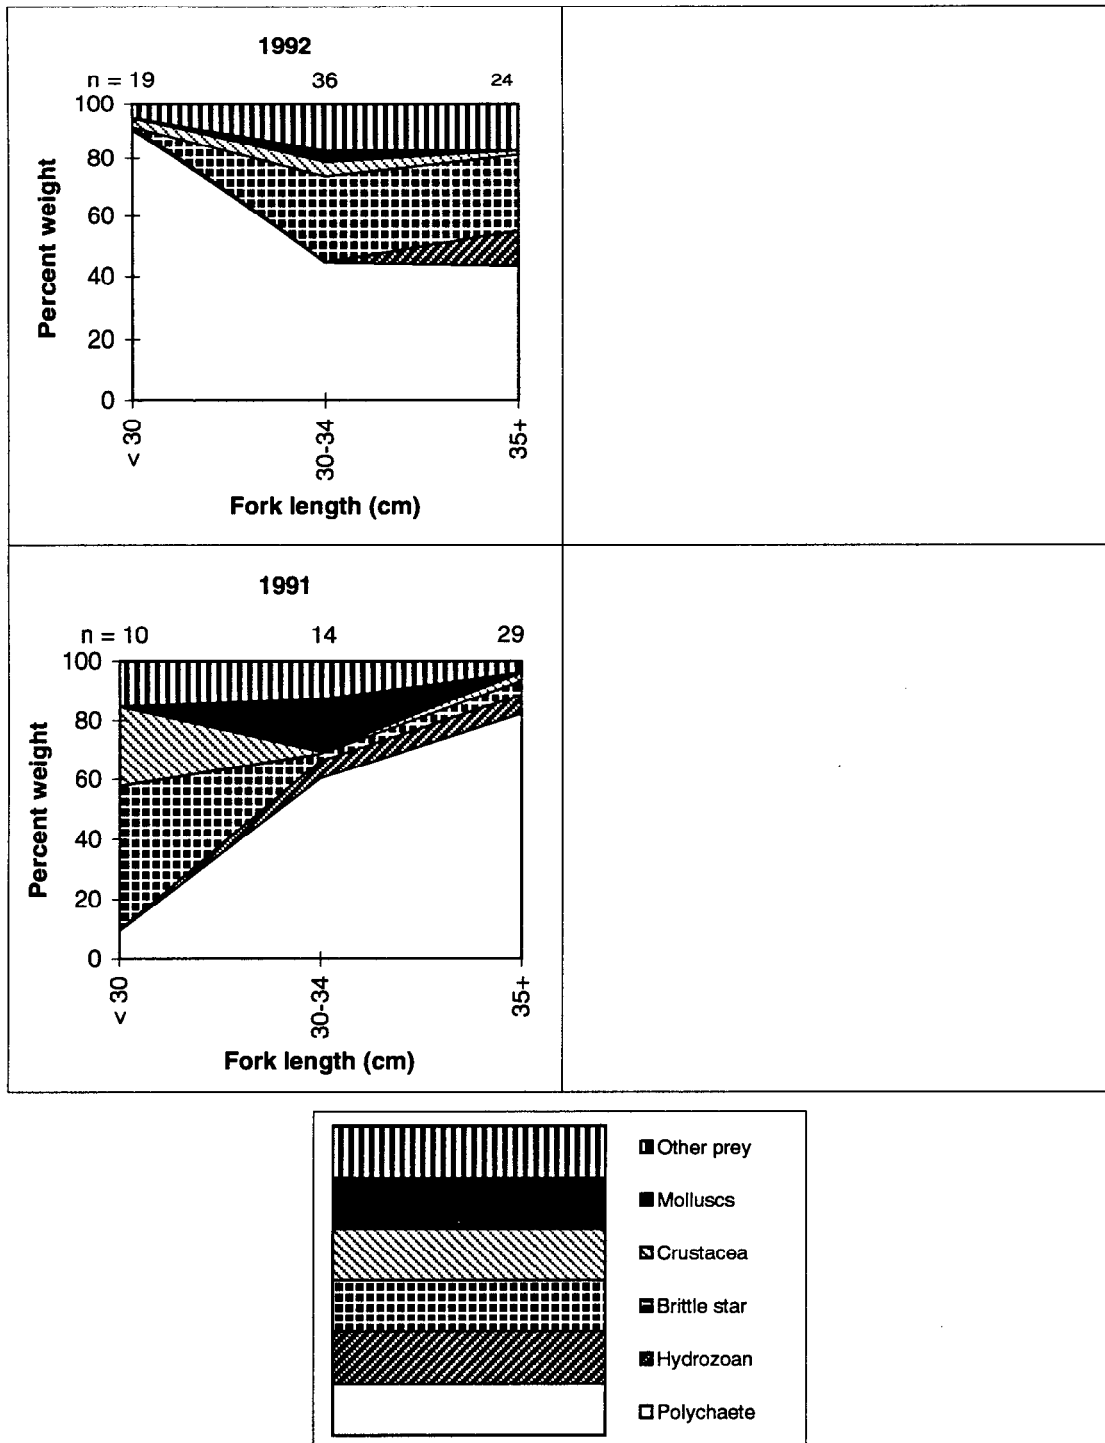 1992
n = 19 36 24
100
80
60
40
20
0
Percent weight
< 30
30-34
35+
Fork length (cm)
1991
n = 10 14 29
100
80
60
40
20
0
Percent weight
< 30
30-34
35+
Fork length (cm)
Other prey
Molluscs
Crustacea
Brittle star
Hydrozoan
Polychaete